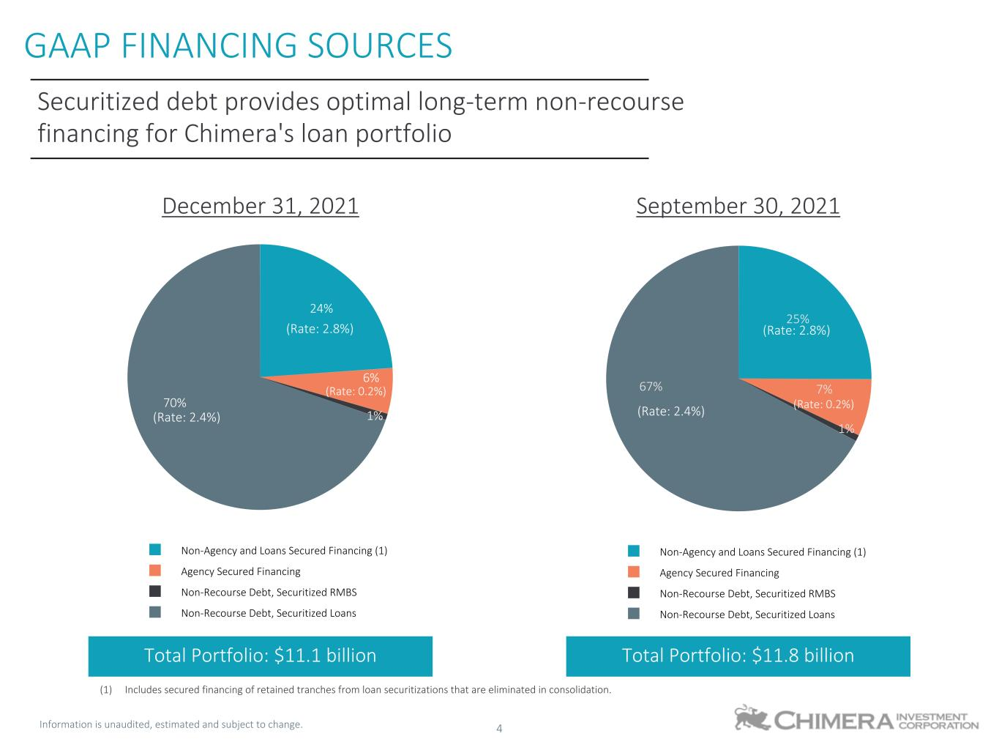 GAAP FINANCING SOURCES
Securitized debt provides optimal long-term non-recourse
financing for Chimera's loan portfolio
December 31, 2021
24%
(Rate: 2.8%)
6%
(Rate: 0.2%)
1%
70%
(Rate: 2.4%)
Non-Agency and Loans Secured Financing (1)
Agency Secured Financing
Non-Recourse Debt, Securitized RMBS
Non-Recourse Debt, Securitized Loans
Total Portfolio: $11.1 billion
September 30, 2021
25%
(Rate: 2.8%)
7%
(Rate: 0.2%)
1%
67%
(Rate: 2.4%)
Non-Agency and Loans Secured Financing (1)
Agency Secured Financing
Non-Recourse Debt, Securitized RMBS
Non-Recourse Debt, Securitized Loans
Total Portfolio: $11.8 billion
(1) Includes secured financing of retained tranches from loan securitizations that are eliminated in consolidation.
Information is unaudited, estimated and subject to change.
4
CHIMERA INVESTMENT
CORPORATION